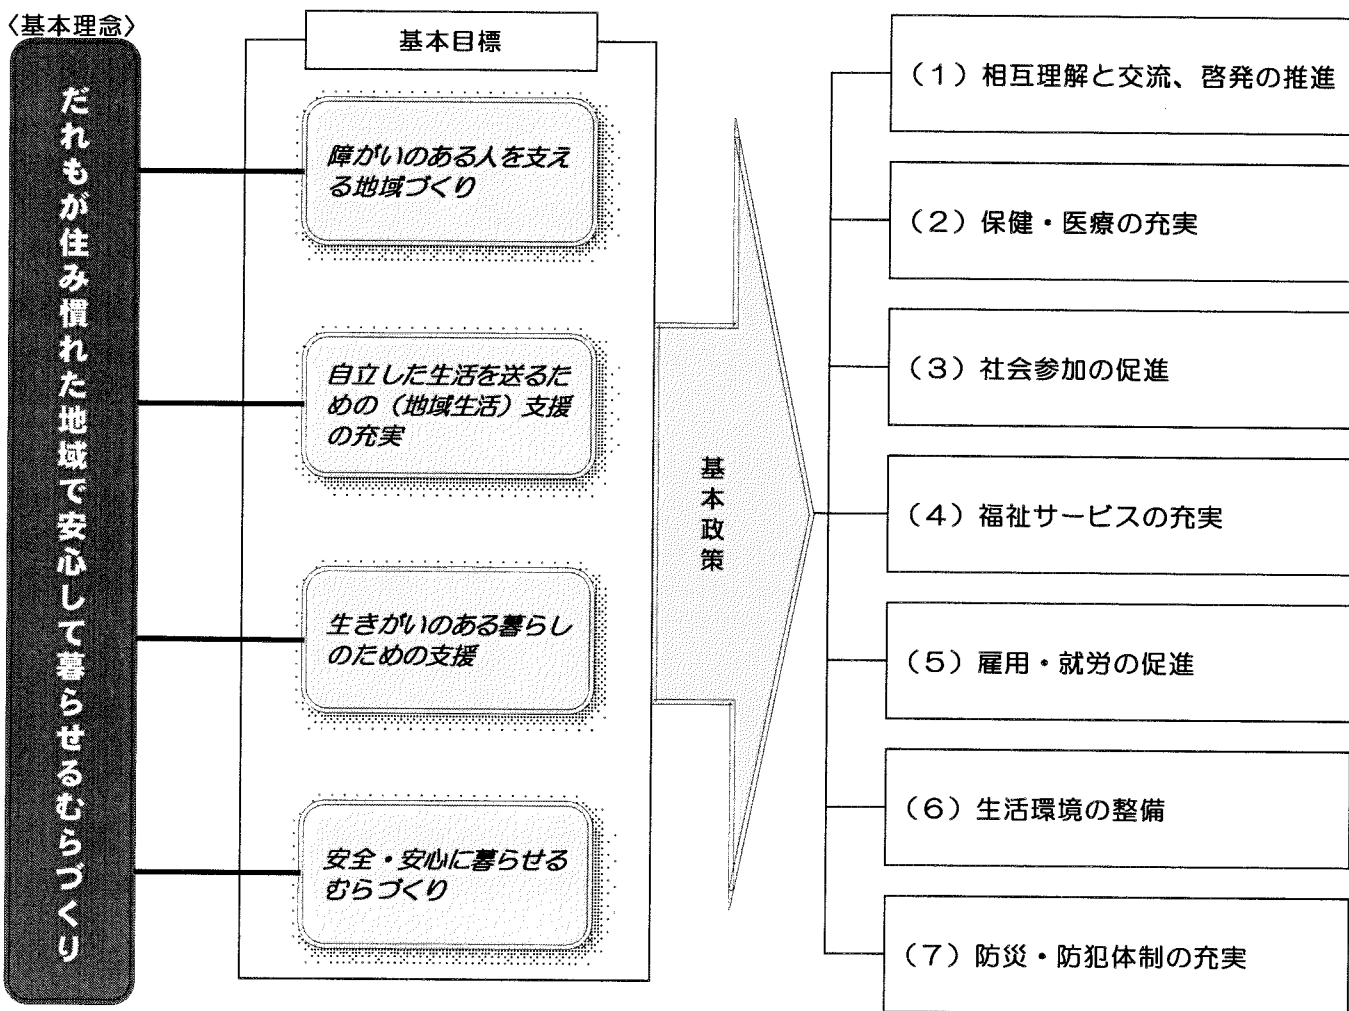 〈基本理念〉
だれもが住み慣れた地域で安心して暮らせるむらづくり
基本目標
障がいのある人を支え
る地域づくり
自立した生活を送るた
めの（地域生活）支援
の充実
生きがいのある暮らし
のための支援
安全・安心に暮らせる
むらづくり
基本政策
（1）相互理解と交流、啓発の推進
（2）保健・医療の充実
（3）社会参加の促進
（4）福祉サービスの充実
（5）雇用・就労の促進
（6）生活環境の整備
（7）防災・防犯体制の充実